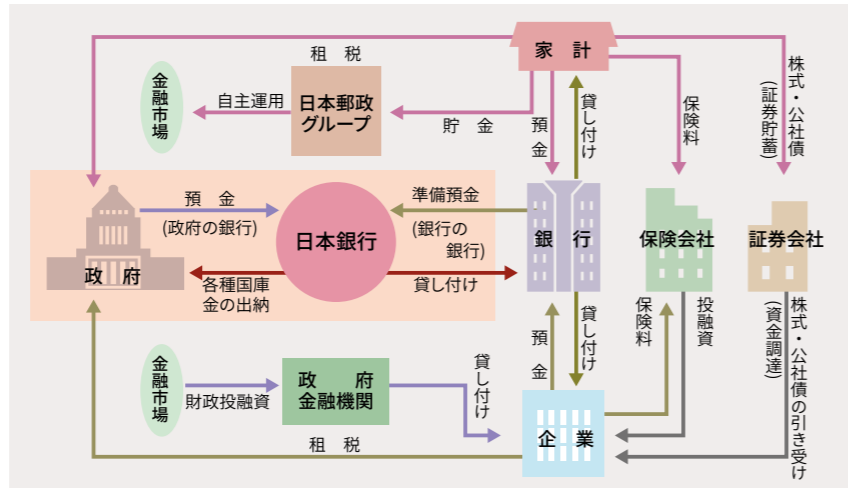 家　計
租　税
金融市場
自主運用
日本郵政
グループ
貯　金
預　金
貸し付け
保険料
株式・公社債
(証券貯蓄)
政　府
預　金
(政府の銀行)
日本銀行
準備預金
(銀行の
銀行)
各種国庫
金の出納
貸し付け
銀　行
保険会社
証券会社
預　金
貸し付け
保険料
投融資
株式・公社債の引き受け
(資金調達)
金融市場
財政投融資
政　府
金融機関
貸し付け
企　業
租　税